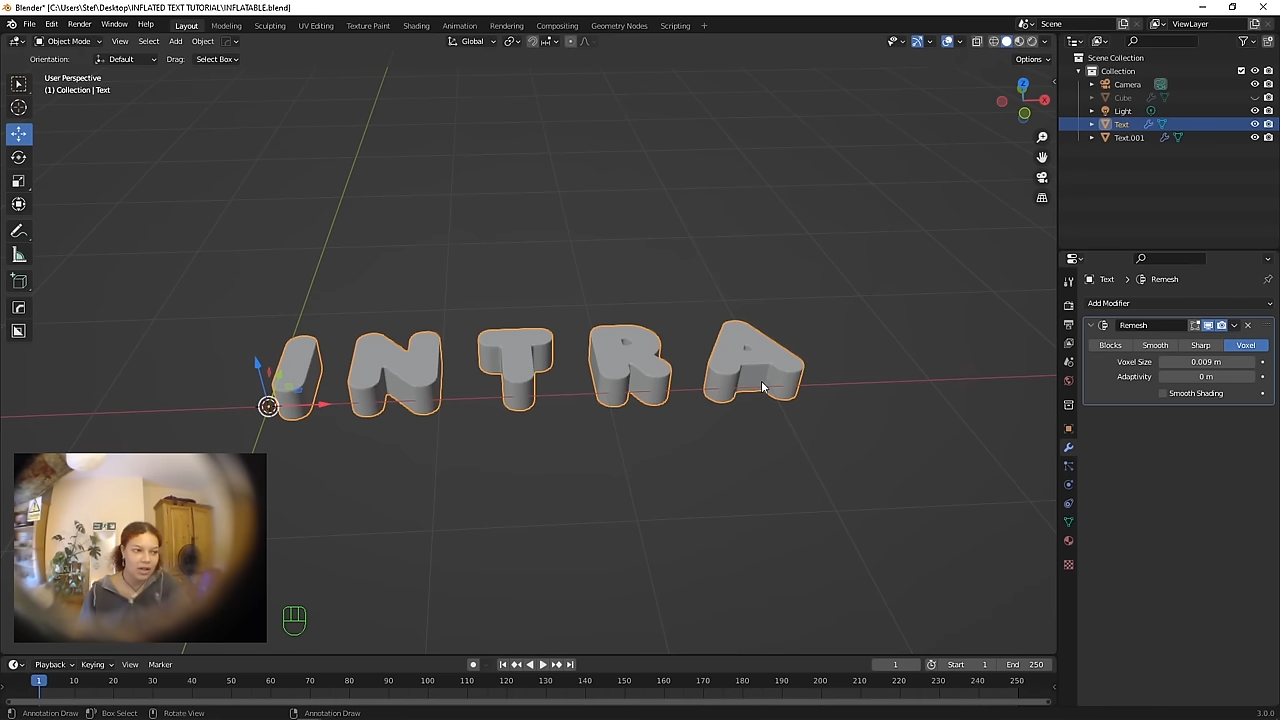 Blender* [C:\Users\Stef\Desktop\INFLATED TEXT TUTORIAL\INFLATABLE.blend]
File Edit Render Window Help Layout Modeling Sculpting UV Editing Texture Paint Shading Animation Rendering Compositing Geometry Nodes Scripting + Scene ViewLayer
Object Mode View Select Add Object Global
Orientation: Default Drag: Select Box Options
User Perspective
(1) Collection | Text
Z
X
Scene Collection
Collection
Camera
Cube
Light
Text
Text.001
Text > Remesh
Add Modifier
Remesh
Blocks Smooth Sharp Voxel
Voxel Size 0.009 m
Adaptivity 0 m
Smooth Shading
INTRA
Playback Keying View Marker 1 Start 1 End 250
1 10 20 30 40 50 60 70 80 90 100 110 120 130 140 150 160 170 180 190 200 210 220 230 240 250
Annotation Draw Box Select Rotate View Annotation Draw 3.0.0